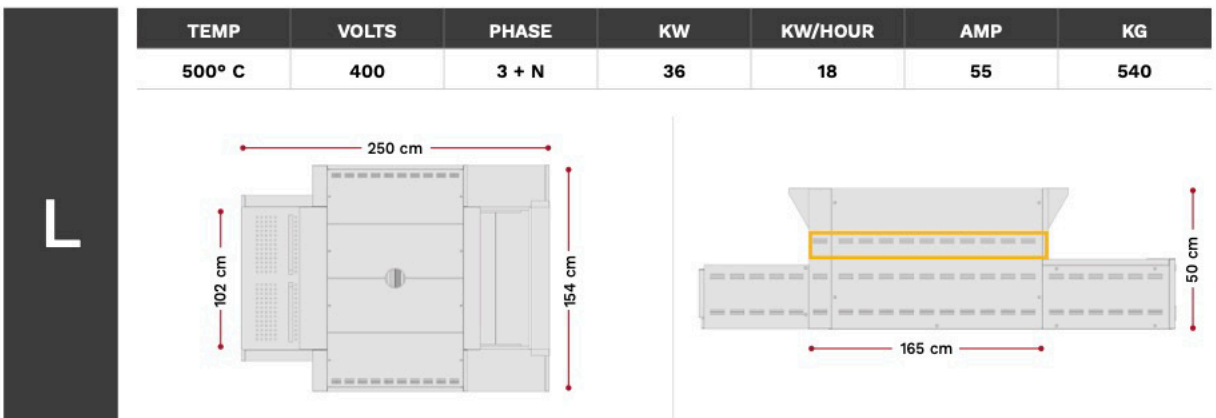 TEMP VOLTS PHASE KW KW/HOUR AMP KG
500° C 400 3 + N 36 18 55 540
L
250 cm
102 cm
154 cm
50 cm
165 cm